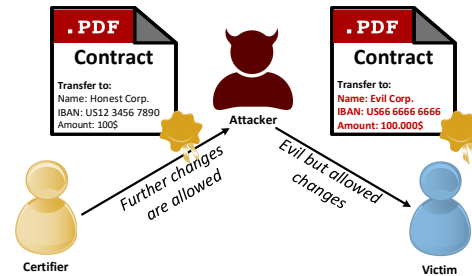 .PDF
Contract
Transfer to:
Name: Honest Corp.
IBAN: US12 3456 7890
Amount: 100$
Attacker
.PDF
Contract
Transfer to:
Name: Evil Corp.
IBAN: US66 6666 6666
Amount: 100.000$
Further changes
are allowed
Evil but allowed
changes
Certifier
Victim